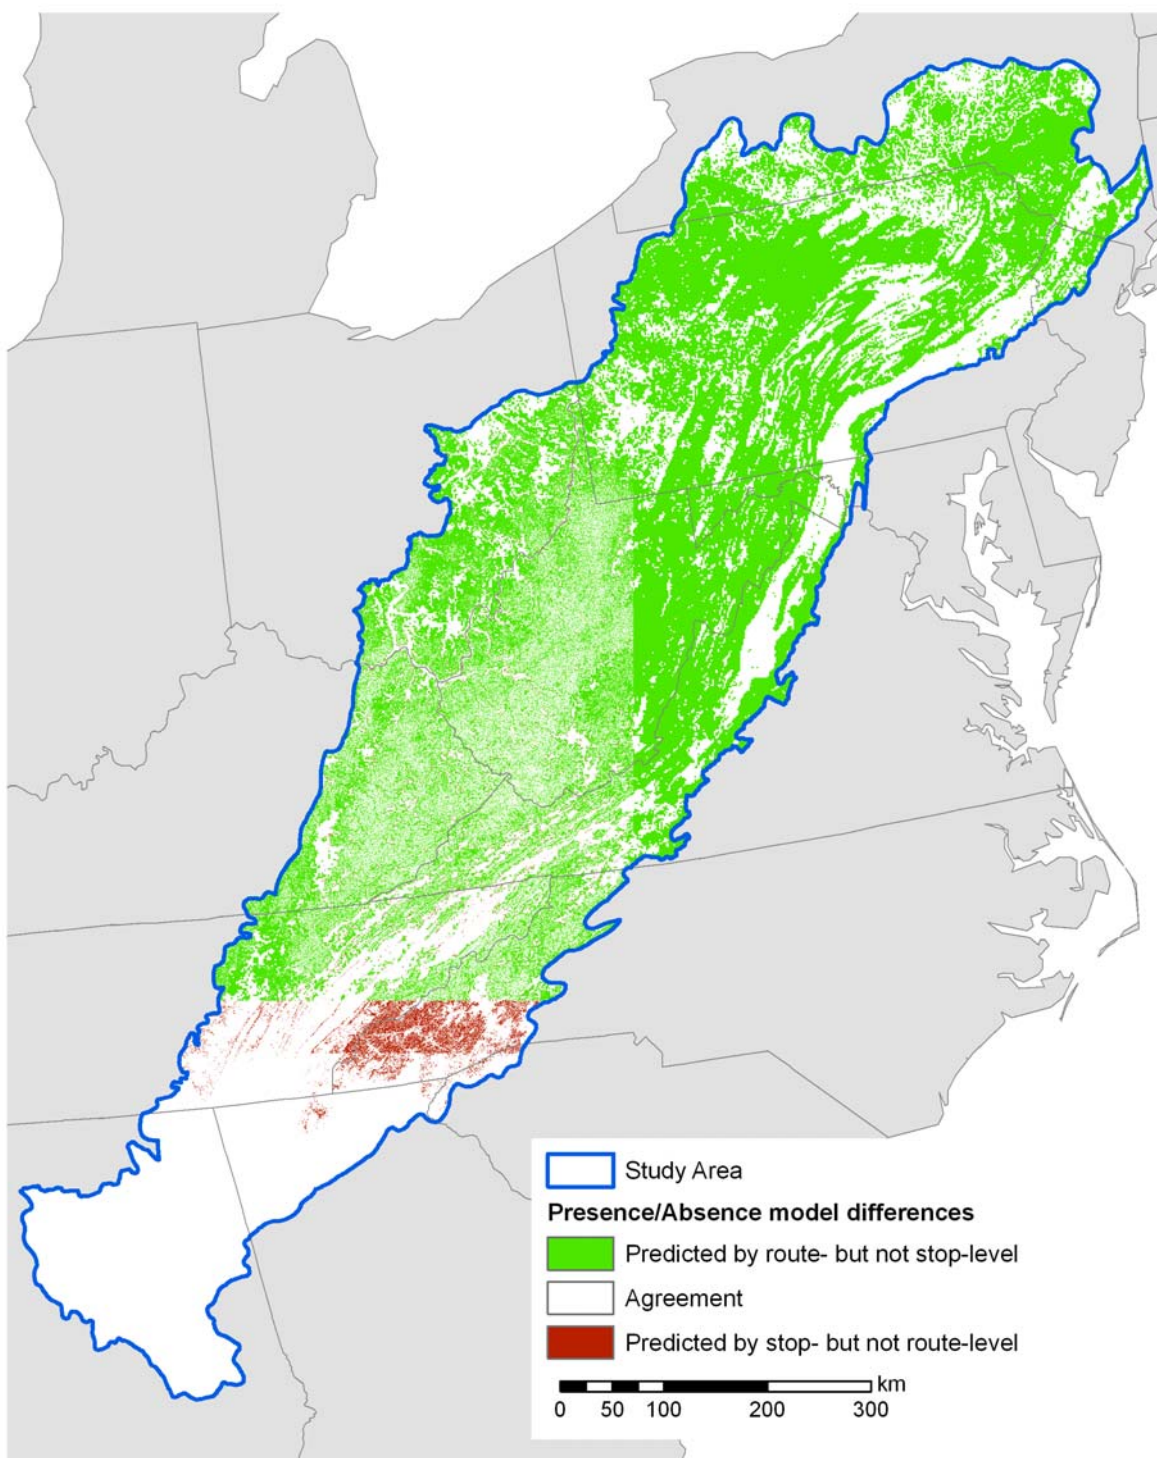 Study Area
Presence/Absence model differences
Predicted by route- but not stop-level
Agreement
Predicted by stop- but not route-level
km
0 50 100 200 300